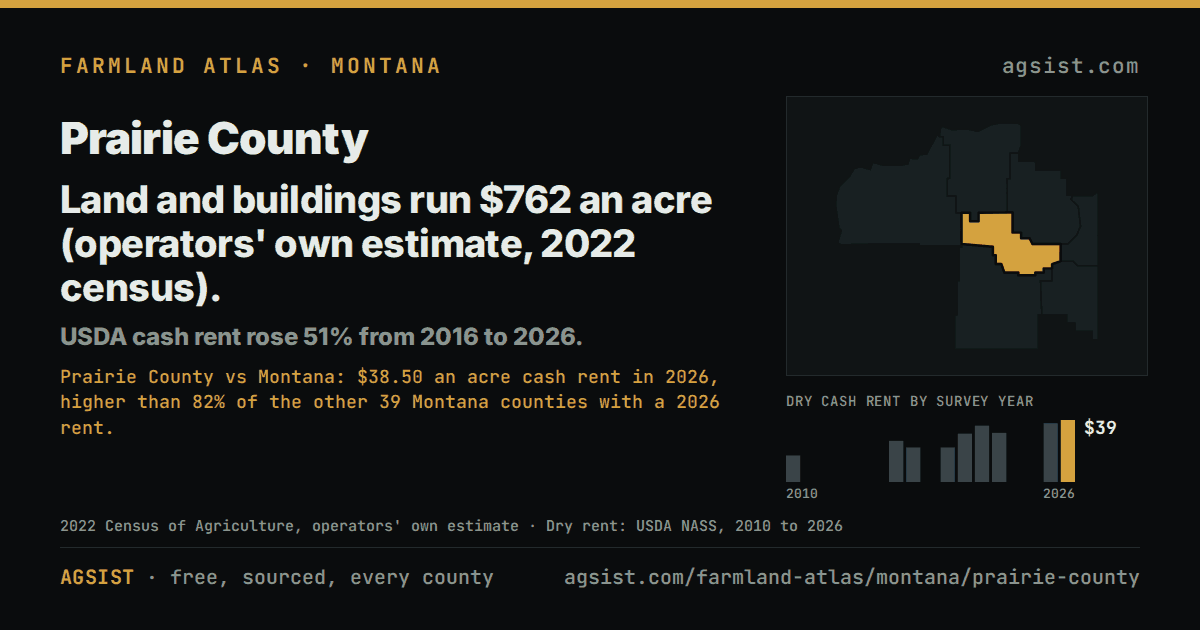 FARMLAND ATLAS · MONTANA
agsist.com
Prairie County
Land and buildings run $762 an acre
(operators' own estimate, 2022
census).
USDA cash rent rose 51% from 2016 to 2026.
Prairie County vs Montana: $38.50 an acre cash rent in 2026,
higher than 82% of the other 39 Montana counties with a 2026
rent.
DRY CASH RENT BY SURVEY YEAR
$39
2010
2026
2022 Census of Agriculture, operators' own estimate · Dry rent: USDA NASS, 2010 to 2026
AGSIST · free, sourced, every county
agsist.com/farmland-atlas/montana/prairie-county